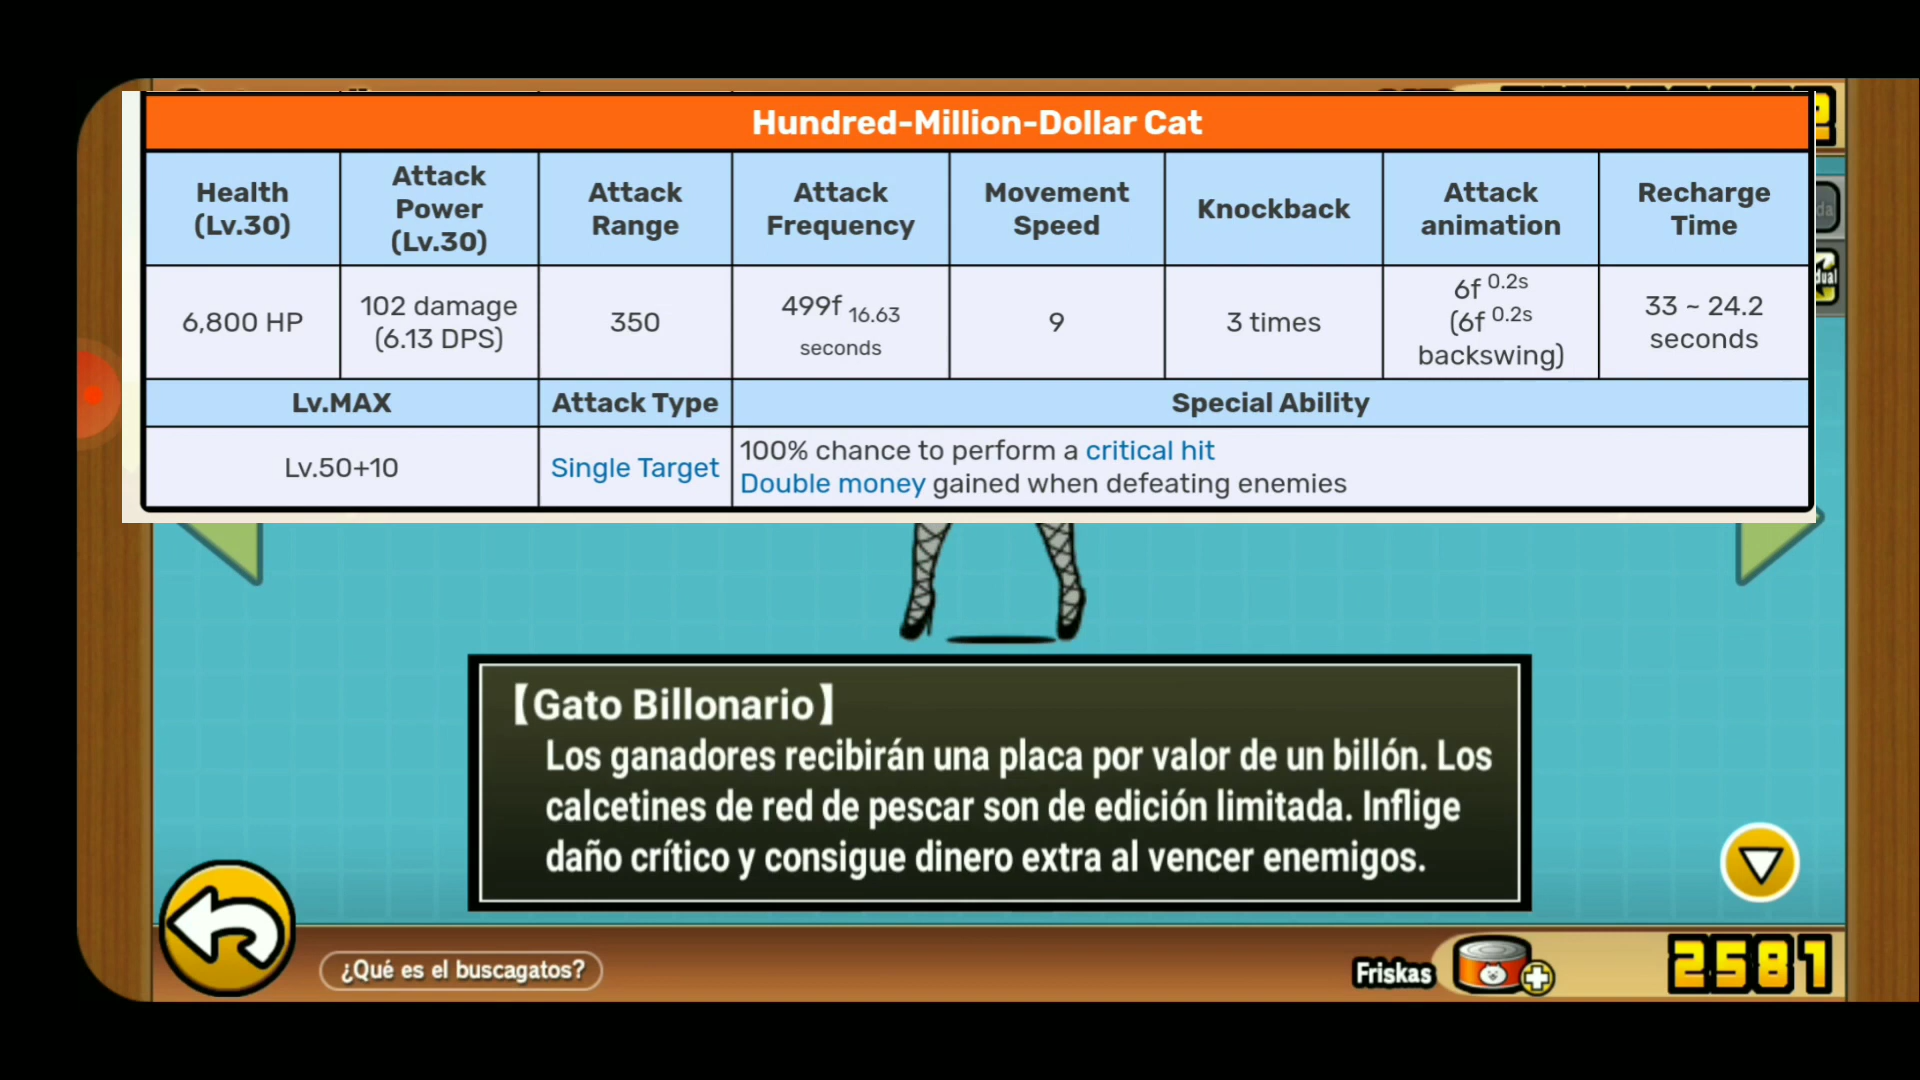 Hundred-Million-Dollar Cat
Health
(Lv.30)
Attack
Power
(Lv.30)
Attack
Range
Attack
Frequency
Movement
Speed
Knockback
Attack
animation
Recharge
Time
6,800 HP
102 damage
(6.13 DPS)
350
499f 16.63
seconds
9
3 times
6f 0.2s
(6f 0.2s
backswing)
33 ~ 24.2
seconds
Lv.MAX
Attack Type
Special Ability
Lv.50+10
Single Target
100% chance to perform a critical hit
Double money gained when defeating enemies
【Gato Billonario】
Los ganadores recibirán una placa por valor de un billón. Los
calcetines de red de pescar son de edición limitada. Inflige
daño crítico y consigue dinero extra al vencer enemigos.
¿Qué es el buscagatos?
Friskas
2587